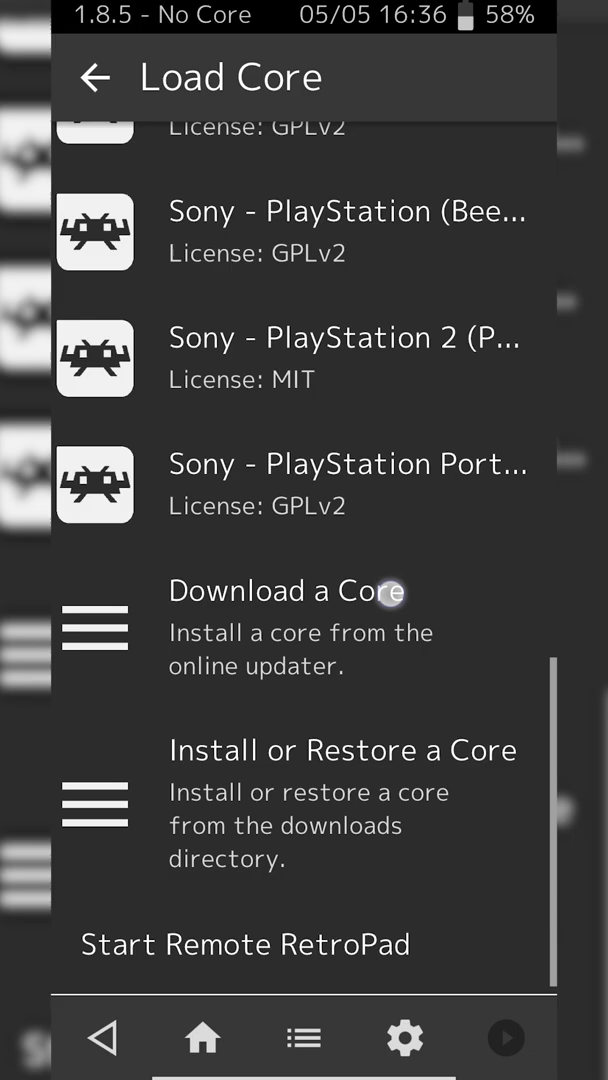 1.8.5 - No Core 05/05 16:36 58%
Load Core
License: GPLv2
Sony - PlayStation (Bee...
License: GPLv2
Sony - PlayStation 2 (P...
License: MIT
Sony - PlayStation Port...
License: GPLv2
Download a Core
Install a core from the
online updater.
Install or Restore a Core
Install or restore a core
from the downloads
directory.
Start Remote RetroPad